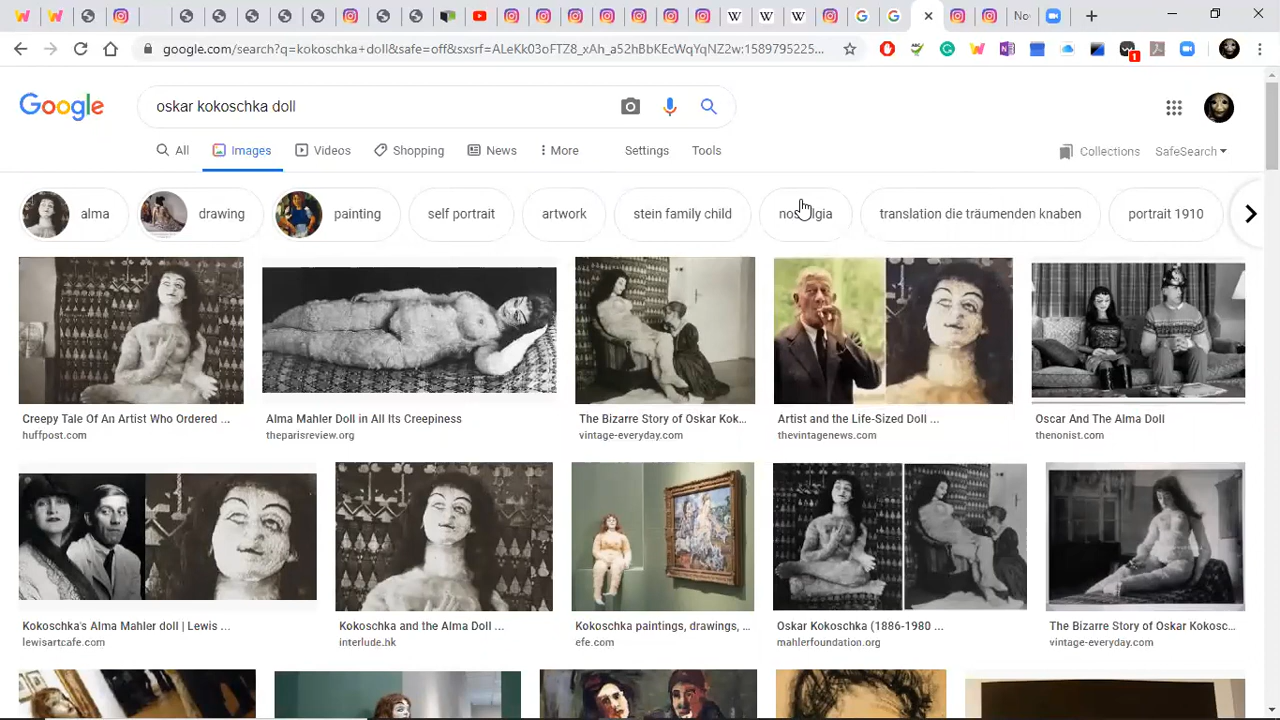 No
google.com/search?q=kokoschka+doll&safe=off&sxsrf=ALeKk03oFTZ8_xAh_a52hBbKEcWqYqNZ2w:1589795225...
1
Google
oskar kokoschka doll
All Images Videos Shopping News More Settings Tools Collections SafeSearch
alma drawing painting self portrait artwork stein family child nostalgia translation die träumenden knaben portrait 1910
Creepy Tale Of An Artist Who Ordered ...
huffpost.com
Alma Mahler Doll in All Its Creepiness
theparisreview.org
The Bizarre Story of Oskar Kok...
vintage-everyday.com
Artist and the Life-Sized Doll ...
thevintagenews.com
Oscar And The Alma Doll
thenonist.com
Kokoschka's Alma Mahler doll | Lewis ...
lewisartcafe.com
Kokoschka and the Alma Doll ...
interlude.hk
Kokoschka paintings, drawings, ...
efe.com
Oskar Kokoschka (1886-1980 ...
mahlerfoundation.org
The Bizarre Story of Oskar Kokosc...
vintage-everyday.com